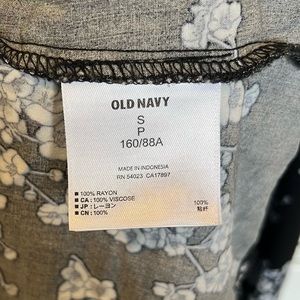 OLD NAVY
S
P
160/88A
MADE IN INDONESIA
RN 54023 CA17897
■ 100% RAYON
■ CA : 100% VISCOSE
■ JP : レーヨン 100%
■ CN : 100% 粘纤